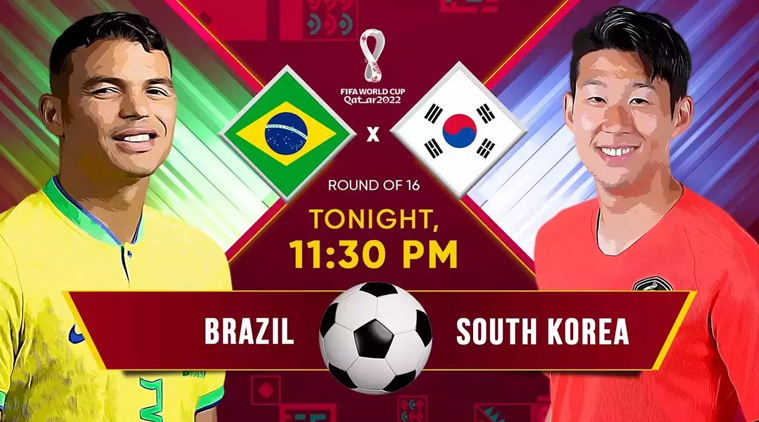 FIFA WORLD CUP
Qatar2022
x
ROUND OF 16
TONIGHT,
11:30 PM
BRAZIL
SOUTH KOREA